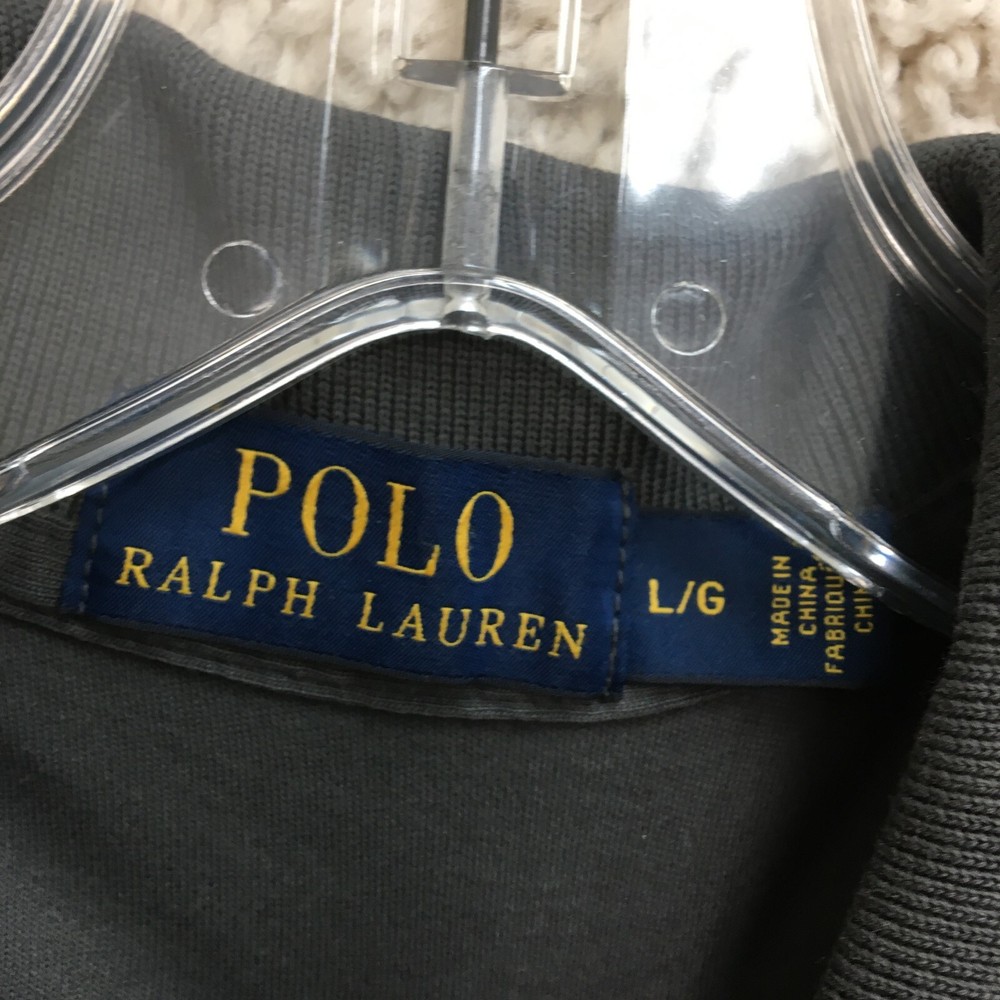 POLO
RALPH LAUREN
L/G
MADE IN
CHINA